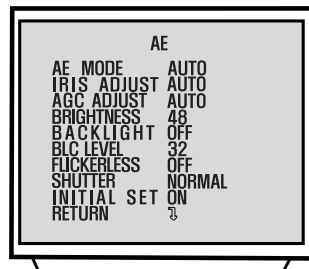 AE
AE MODE AUTO
IRIS ADJUST AUTO
AGC ADJUST AUTO
BRIGHTNESS 48
BACKLIGHT OFF
BLC LEVEL 32
FLICKERLESS OFF
SHUTTER NORMAL
INITIAL SET ON
RETURN ↴